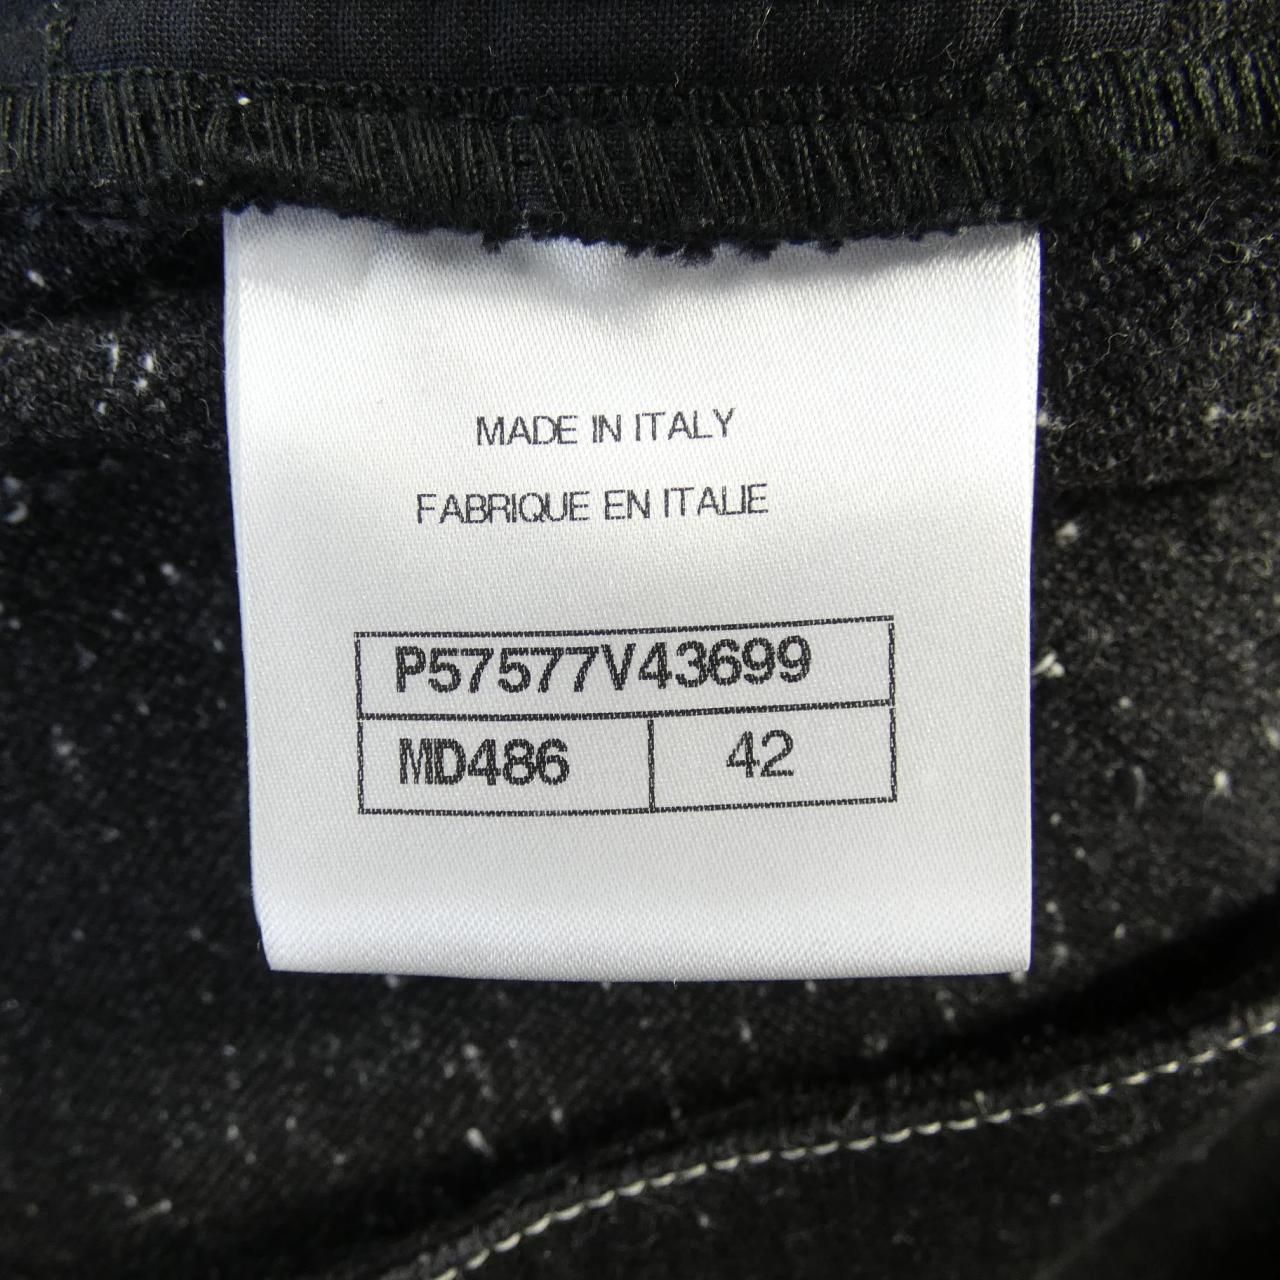 MADE IN ITALY
FABRIQUE EN ITALIE
P57577V43699
MD486 42